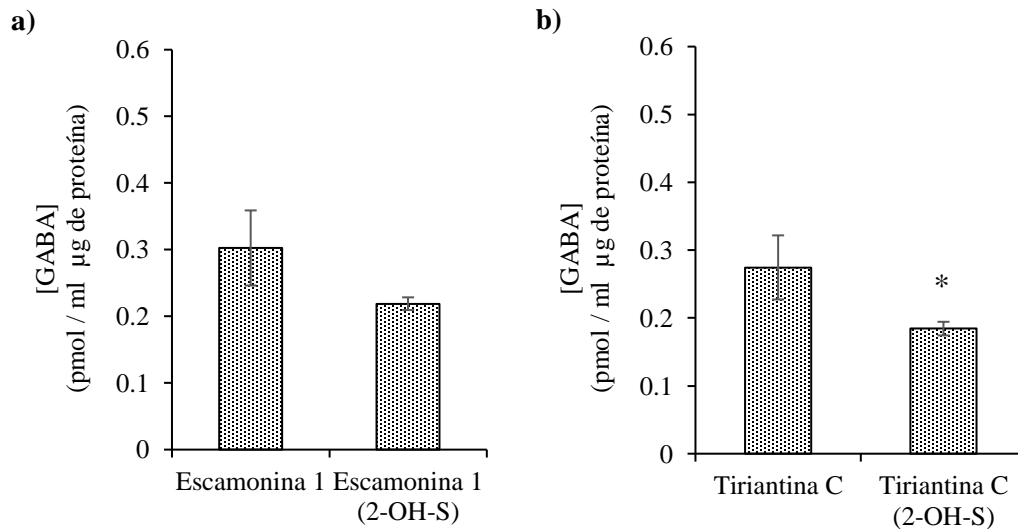 a)
[GABA]
(pmol / ml µg de proteína)
0.6
0.5
0.4
0.3
0.2
0.1
0
Escamonina 1
Escamonina 1
(2-OH-S)
b)
[GABA]
(pmol / ml µg de proteína)
0.6
0.5
0.4
0.3
0.2
0.1
0
*
Tiriantina C
Tiriantina C
(2-OH-S)